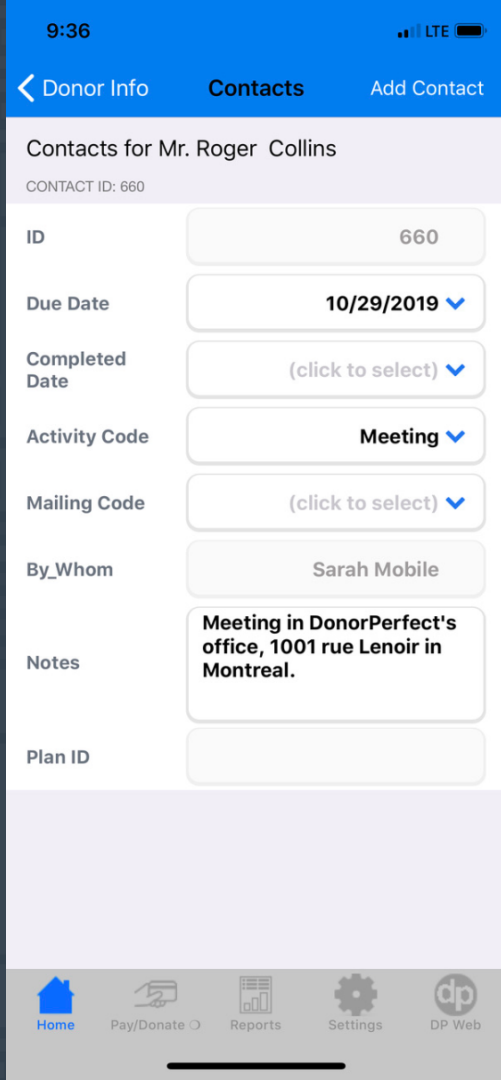 9:36
LTE
Donor Info
Contacts
Add Contact
Contacts for Mr. Roger  Collins
CONTACT ID: 660
ID
660
Due Date
10/29/2019
Completed
Date
(click to select)
Activity Code
Meeting
Mailing Code
(click to select)
By_Whom
Sarah Mobile
Notes
Meeting in DonorPerfect's
office, 1001 rue Lenoir in
Montreal.
Plan ID
Home
Pay/Donate
Reports
Settings
dp
DP Web